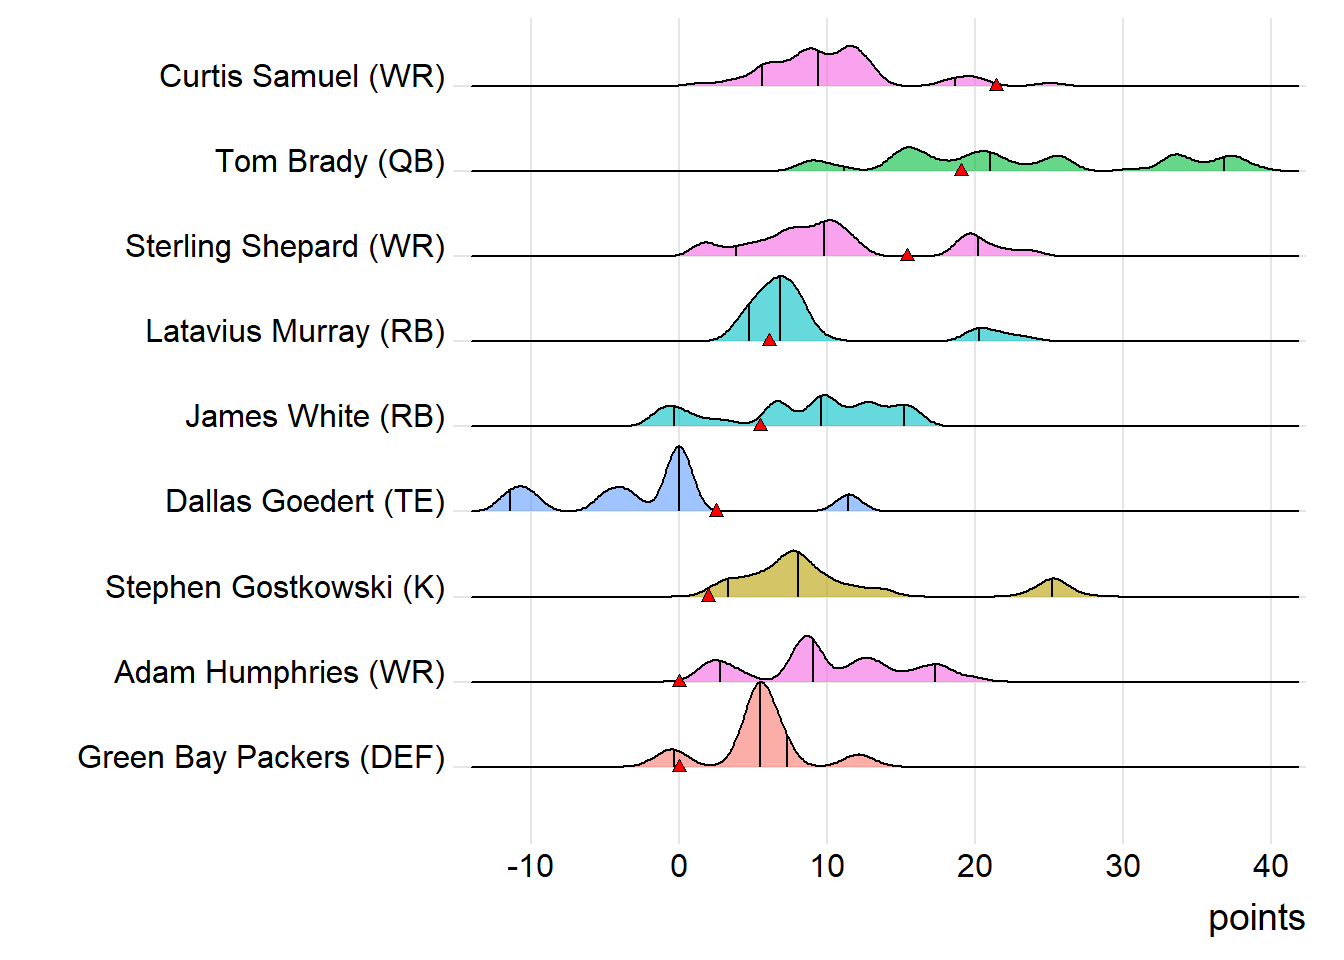 Curtis Samuel (WR)
Tom Brady (QB)
Sterling Shepard (WR)
Latavius Murray (RB)
James White (RB)
Dallas Goedert (TE)
Stephen Gostkowski (K)
Adam Humphries (WR)
Green Bay Packers (DEF)
-10 0 10 20 30 40
points